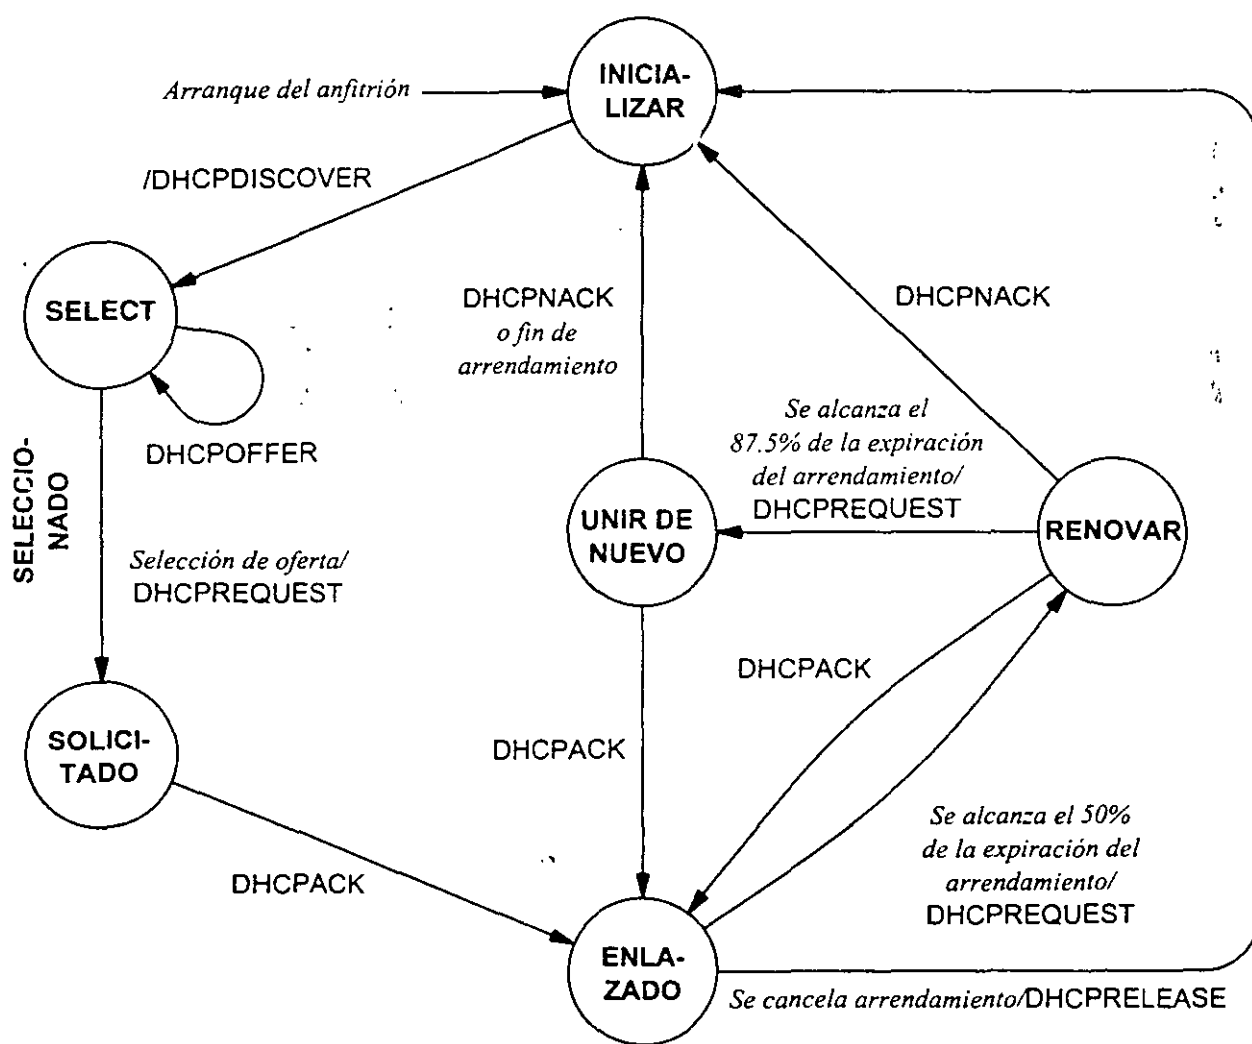 INICIA-
LIZAR
Arranque del anfitrión
/DHCPDISCOVER
SELECT
DHCPOFFER
SELECCIO-
NADO
Selección de oferta/
DHCPREQUEST
SOLICI-
TADO
DHCPACK
DHCPNACK
o fin de
arrendamiento
DHCPNACK
Se alcanza el
87.5% de la expiración
del arrendamiento/
DHCPREQUEST
UNIR DE
NUEVO
RENOVAR
DHCPACK
DHCPACK
Se alcanza el 50%
de la expiración del
arrendamiento/
DHCPREQUEST
ENLA-
ZADO
Se cancela arrendamiento/DHCPRELEASE